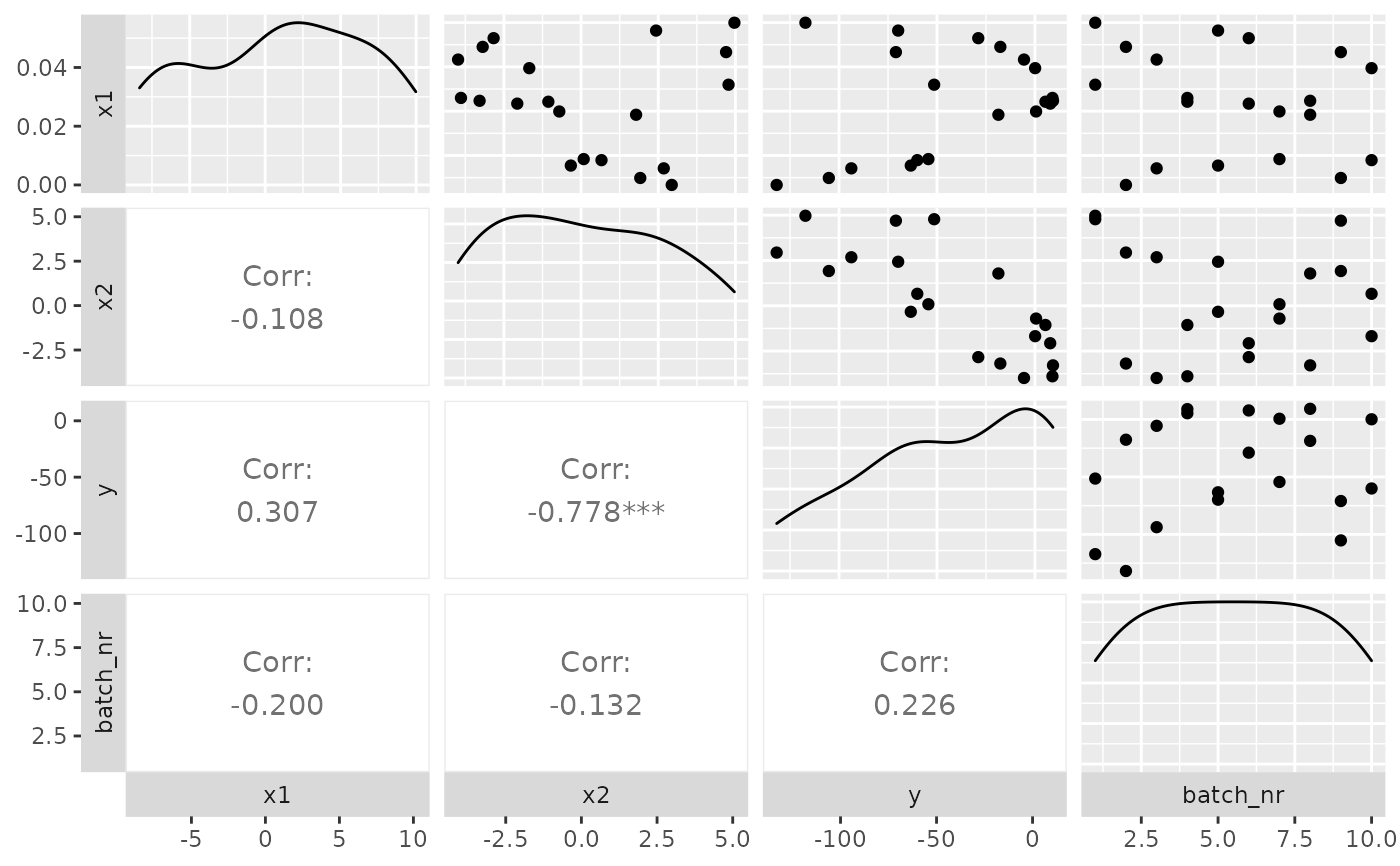 x1
0.04
0.02
0.00
x2
5.0
2.5
0.0
-2.5
Corr:
-0.108
y
0
-50
-100
Corr:
0.307
Corr:
-0.778***
batch_nr
10.0
7.5
5.0
2.5
Corr:
-0.200
Corr:
-0.132
Corr:
0.226
x1 x2 y batch_nr
-5 0 5 10 -2.5 0.0 2.5 5.0 -100 -50 0 2.5 5.0 7.5 10.0